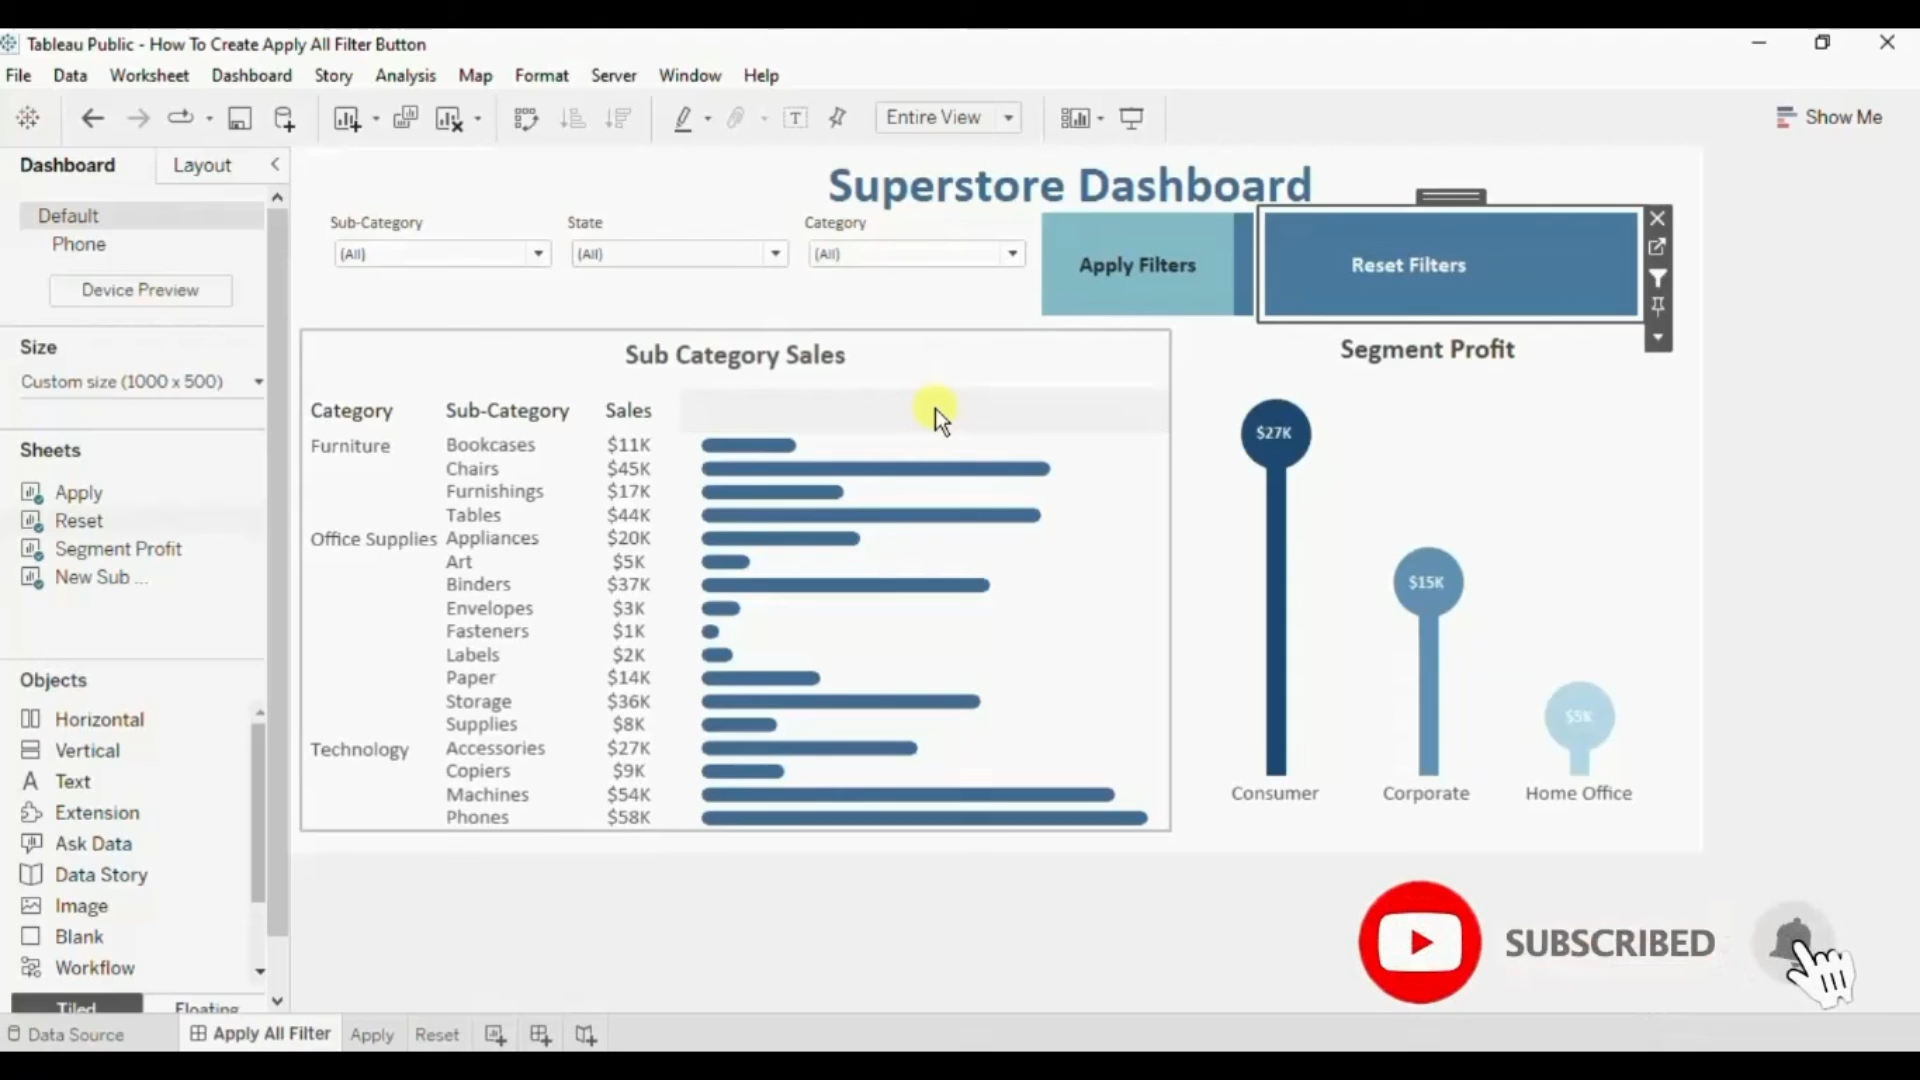 Tableau Public - How To Create Apply All Filter Button
File Data Worksheet Dashboard Story Analysis Map Format Server Window Help
Entire View
Show Me
Dashboard Layout
Default
Phone
Device Preview
Size
Custom size (1000 x 500)
Sheets
Apply
Reset
Segment Profit
New Sub ...
Objects
Horizontal
Vertical
Text
Extension
Ask Data
Data Story
Image
Blank
Workflow
Tiled Floating
Superstore Dashboard
Sub-Category State Category
(All) (All) (All)
Apply Filters
Reset Filters
Sub Category Sales
Category Sub-Category Sales
Furniture Bookcases $11K
Chairs $45K
Furnishings $17K
Tables $44K
Office Supplies Appliances $20K
Art $5K
Binders $37K
Envelopes $3K
Fasteners $1K
Labels $2K
Paper $14K
Storage $36K
Supplies $8K
Technology Accessories $27K
Copiers $9K
Machines $54K
Phones $58K
Segment Profit
$27K
$15K
$5K
Consumer Corporate Home Office
SUBSCRIBED
Data Source Apply All Filter Apply Reset